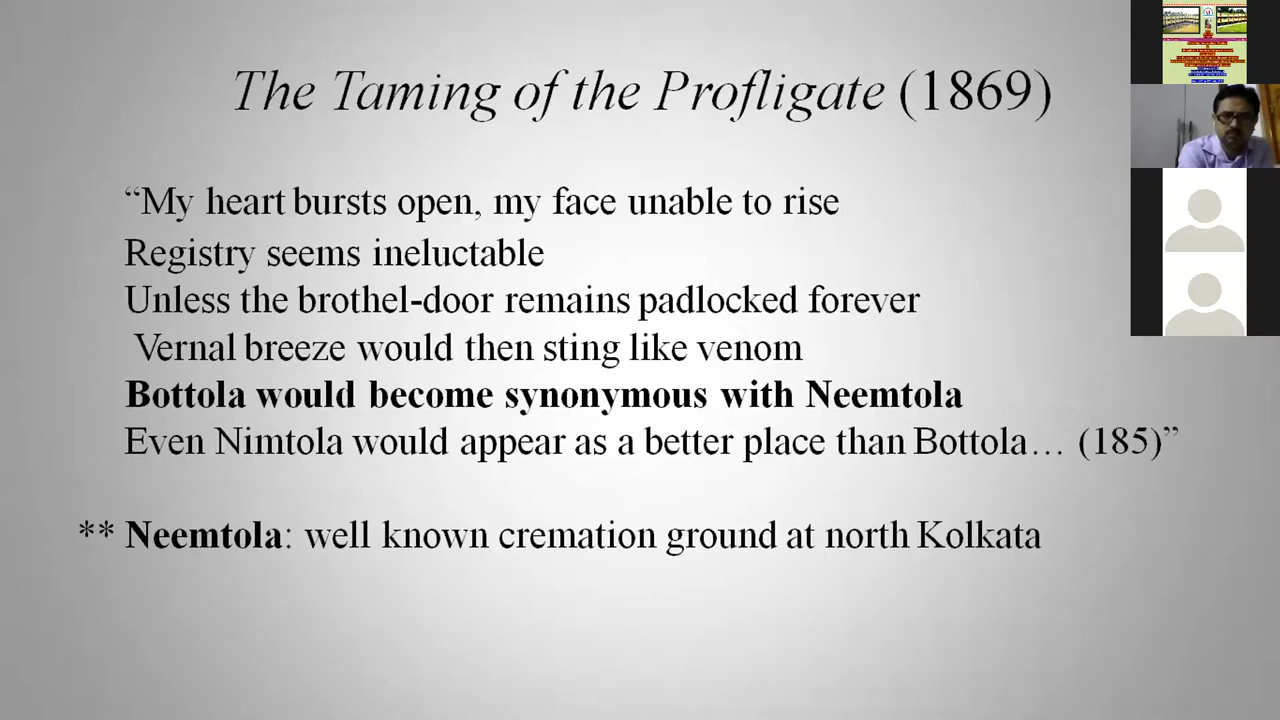 The Taming of the Profligate (1869)
“My heart bursts open, my face unable to rise
Registry seems ineluctable
Unless the brothel-door remains padlocked forever
Vernal breeze would then sting like venom
Bottola would become synonymous with Neemtola
Even Nimtola would appear as a better place than Bottola… (185)”
** Neemtola: well known cremation ground at north Kolkata